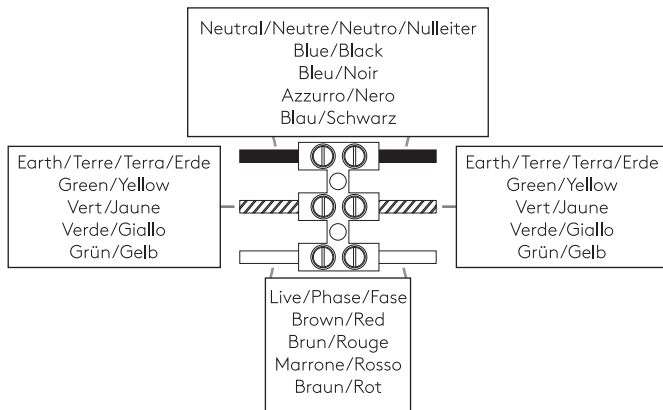 Neutral/Neutre/Neutro/Nulleiter
Blue/Black
Bleu/Noir
Azzurro/Nero
Blau/Schwarz
Earth/Terre/Terra/Erde
Green/Yellow
Vert/Jaune
Verde/Giallo
Grün/Gelb
Earth/Terre/Terra/Erde
Green/Yellow
Vert/Jaune
Verde/Giallo
Grün/Gelb
Live/Phase/Fase
Brown/Red
Brun/Rouge
Marrone/Rosso
Braun/Rot